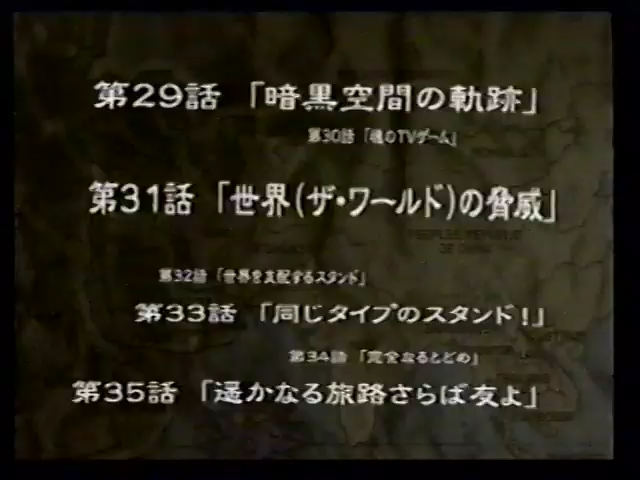 第29話 「暗黒空間の軌跡」
第30話 「魂のTVゲーム」
第31話 「世界(ザ・ワールド)の脅威」
PEOPLE'S REPUBLIC
OF CHINA
第32話 「世界を支配するスタンド」
第33話 「同じタイプのスタンド!」
第34話 「完全なるとどめ」
第35話 「遥かなる旅路さらば友よ」